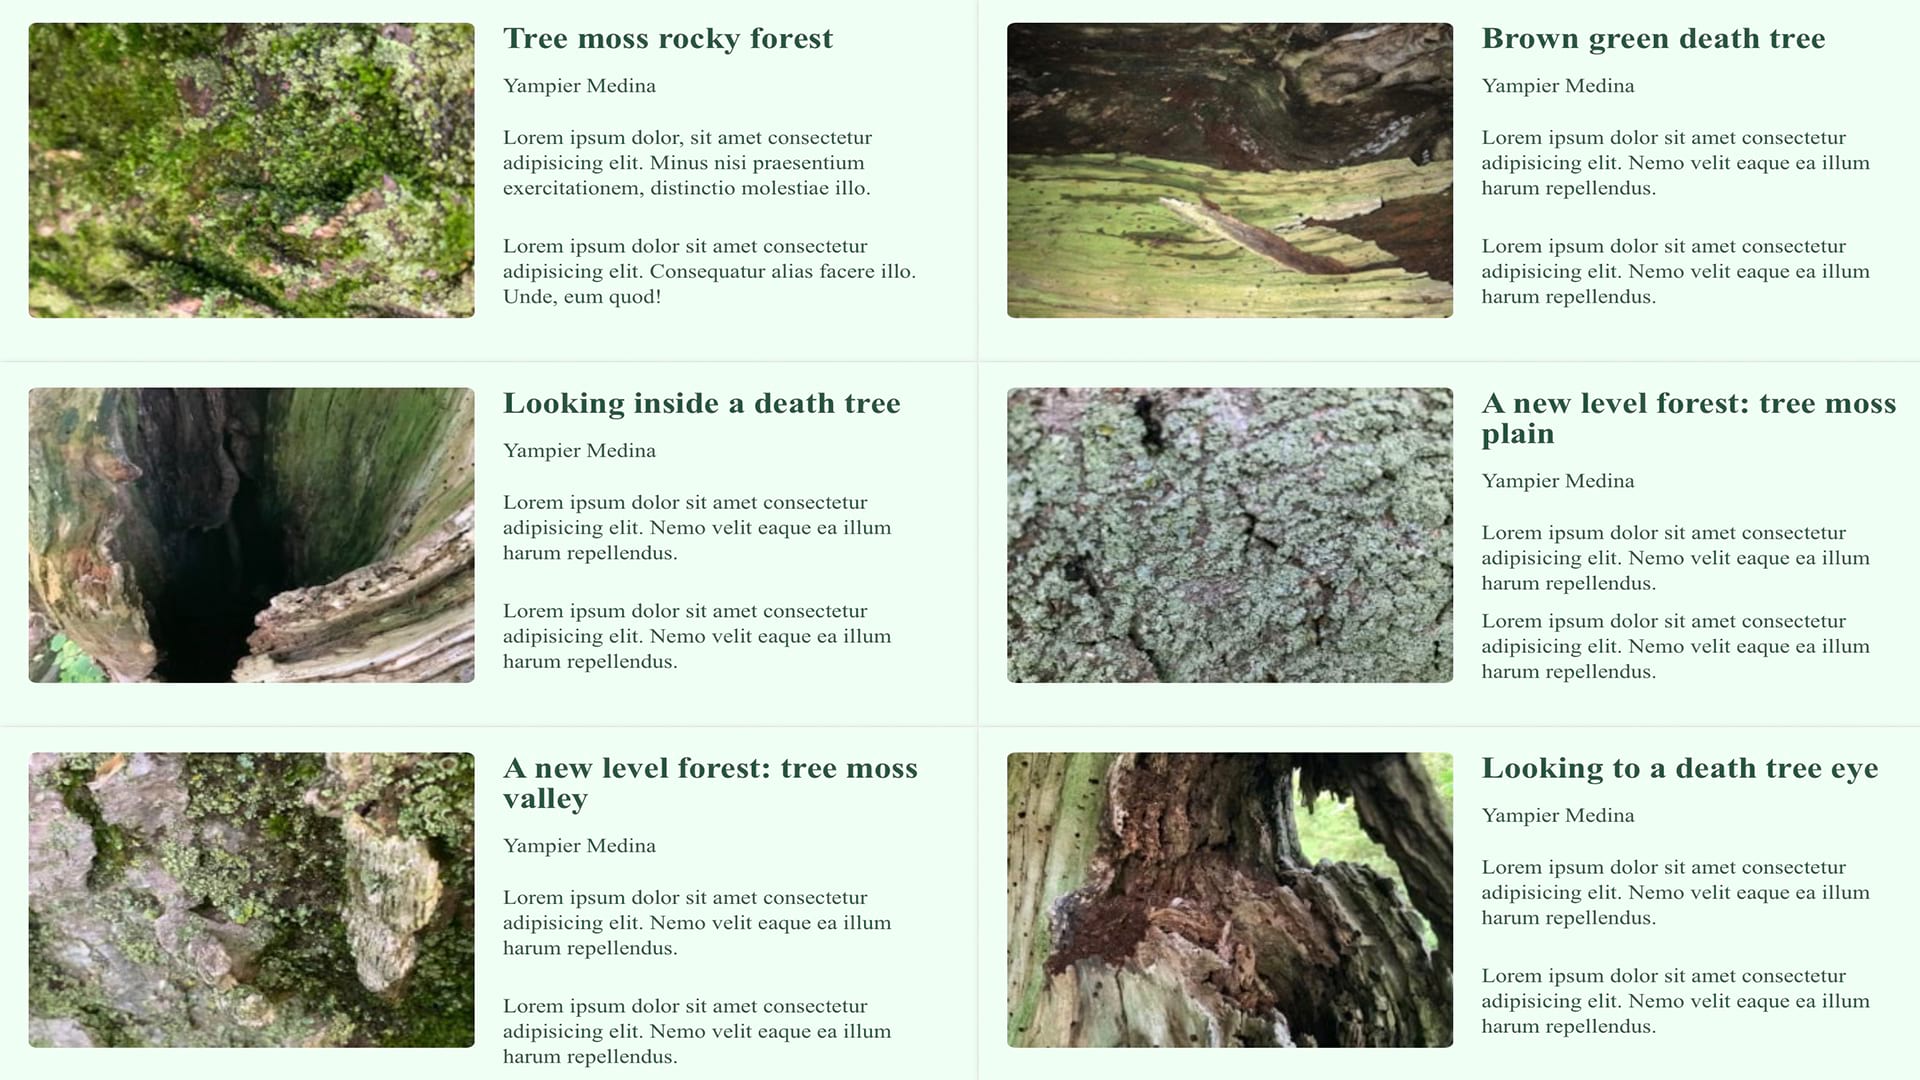 Tree moss rocky forest
Yampier Medina
Lorem ipsum dolor, sit amet consectetur
adipisicing elit. Minus nisi praesentium
exercitationem, distinctio molestiae illo.
Lorem ipsum dolor sit amet consectetur
adipisicing elit. Consequatur alias facere illo.
Unde, eum quod!
Brown green death tree
Yampier Medina
Lorem ipsum dolor sit amet consectetur
adipisicing elit. Nemo velit eaque ea illum
harum repellendus.
Lorem ipsum dolor sit amet consectetur
adipisicing elit. Nemo velit eaque ea illum
harum repellendus.
Looking inside a death tree
Yampier Medina
Lorem ipsum dolor sit amet consectetur
adipisicing elit. Nemo velit eaque ea illum
harum repellendus.
Lorem ipsum dolor sit amet consectetur
adipisicing elit. Nemo velit eaque ea illum
harum repellendus.
A new level forest: tree moss
plain
Yampier Medina
Lorem ipsum dolor sit amet consectetur
adipisicing elit. Nemo velit eaque ea illum
harum repellendus.
Lorem ipsum dolor sit amet consectetur
adipisicing elit. Nemo velit eaque ea illum
harum repellendus.
A new level forest: tree moss
valley
Yampier Medina
Lorem ipsum dolor sit amet consectetur
adipisicing elit. Nemo velit eaque ea illum
harum repellendus.
Lorem ipsum dolor sit amet consectetur
adipisicing elit. Nemo velit eaque ea illum
harum repellendus.
Looking to a death tree eye
Yampier Medina
Lorem ipsum dolor sit amet consectetur
adipisicing elit. Nemo velit eaque ea illum
harum repellendus.
Lorem ipsum dolor sit amet consectetur
adipisicing elit. Nemo velit eaque ea illum
harum repellendus.